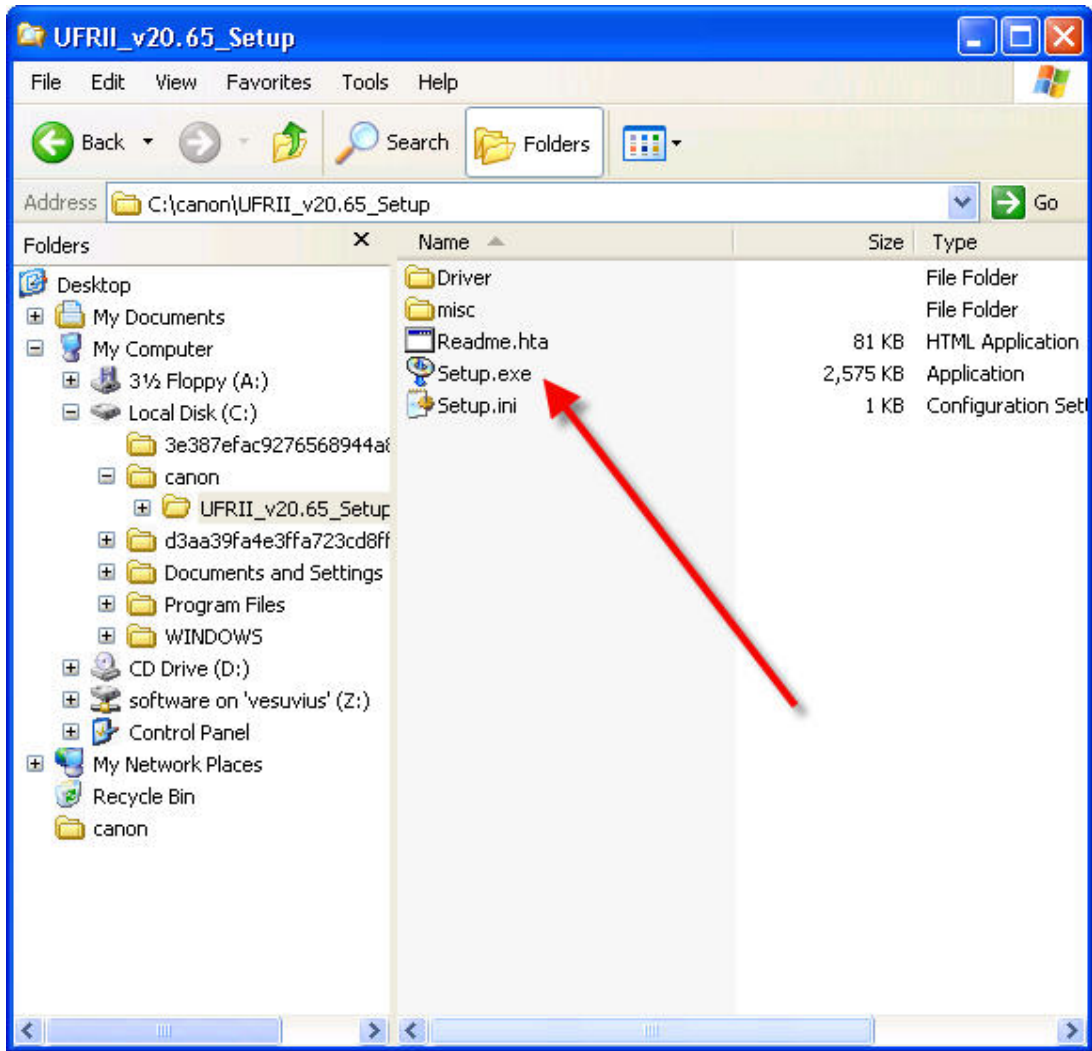 UFRII_v20.65_Setup
File Edit View Favorites Tools Help
Back Search Folders
Address C:\canon\UFRII_v20.65_Setup Go
Folders X Name Size Type
Desktop
My Documents
My Computer
3½ Floppy (A:)
Local Disk (C:)
3e387efac9276568944a8
canon
UFRII_v20.65_Setup
d3aa39fa4e3ffa723cd8ff
Documents and Settings
Program Files
WINDOWS
CD Drive (D:)
software on 'vesuvius' (Z:)
Control Panel
My Network Places
Recycle Bin
canon
Driver File Folder
misc File Folder
Readme.hta 81 KB HTML Application
Setup.exe 2,575 KB Application
Setup.ini 1 KB Configuration Sett